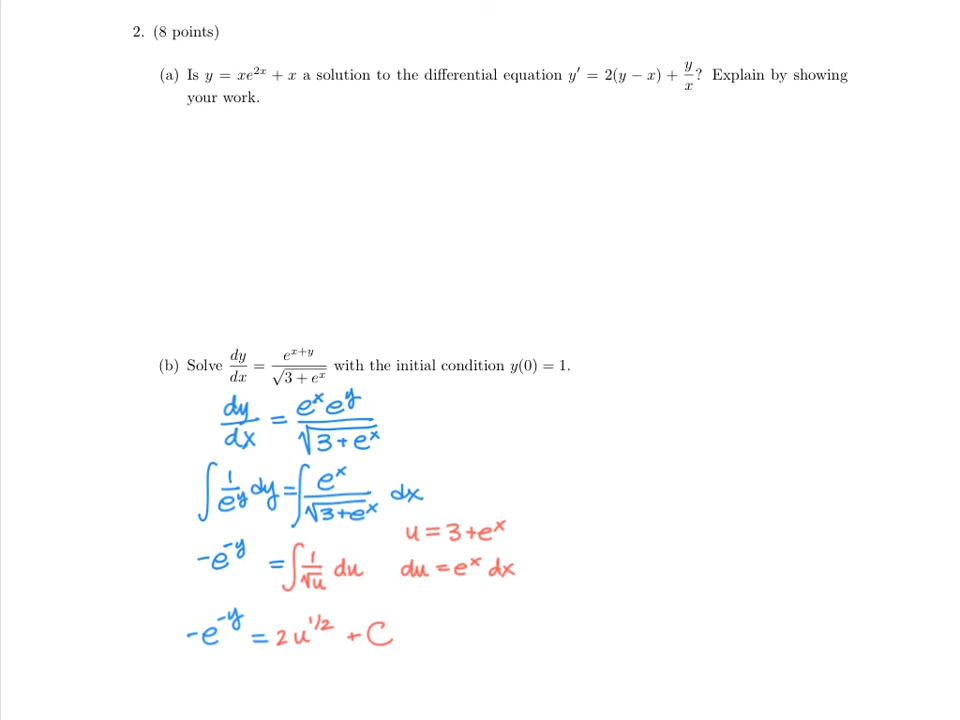 2. (8 points)
(a) Is y = xe^{2x} + x a solution to the differential equation y′ = 2(y − x) + y/x? Explain by showing
your work.
(b) Solve dy/dx = e^{x+y}/√(3 + e^x) with the initial condition y(0) = 1.
dy/dx = e^x e^y/√(3+e^x)
∫ 1/e^y dy = ∫ e^x/√(3+e^x) dx
u = 3+e^x
-e^{-y} = ∫ 1/√u du   du = e^x dx
-e^{-y} = 2u^{1/2} + C